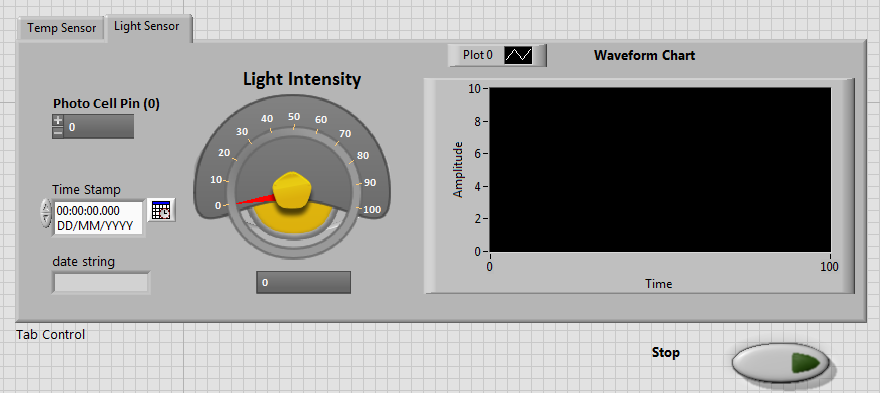 Temp Sensor
Light Sensor
Plot 0
Waveform Chart
Light Intensity
Photo Cell Pin (0)
0
0
10
20
30
40
50
60
70
80
90
100
Time Stamp
00:00:00.000
DD/MM/YYYY
date string
0
10
8
6
4
2
0
Amplitude
0
100
Time
Tab Control
Stop